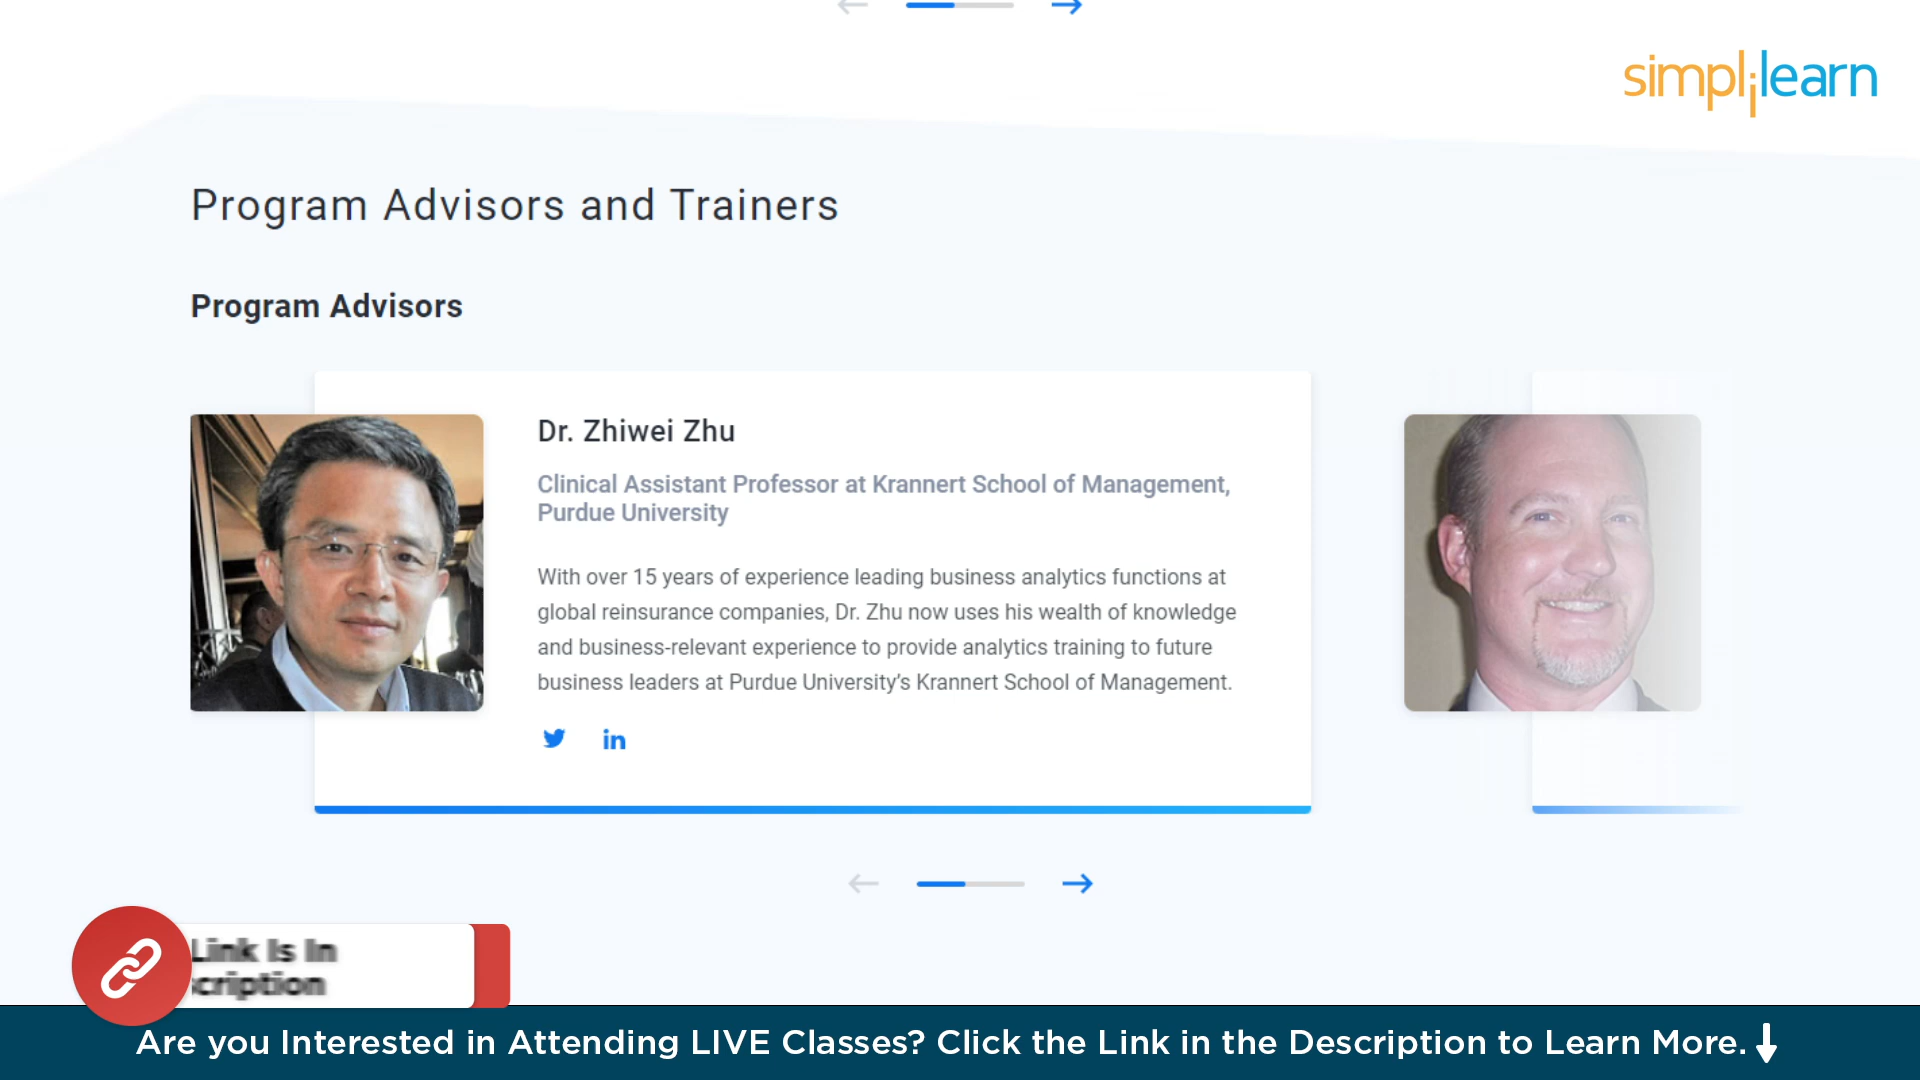 simplilearn
Program Advisors and Trainers
Program Advisors
Dr. Zhiwei Zhu
Clinical Assistant Professor at Krannert School of Management,
Purdue University
With over 15 years of experience leading business analytics functions at
global reinsurance companies, Dr. Zhu now uses his wealth of knowledge
and business-relevant experience to provide analytics training to future
business leaders at Purdue University’s Krannert School of Management.
in
Link Is In
cription
Are you Interested in Attending LIVE Classes? Click the Link in the Description to Learn More.